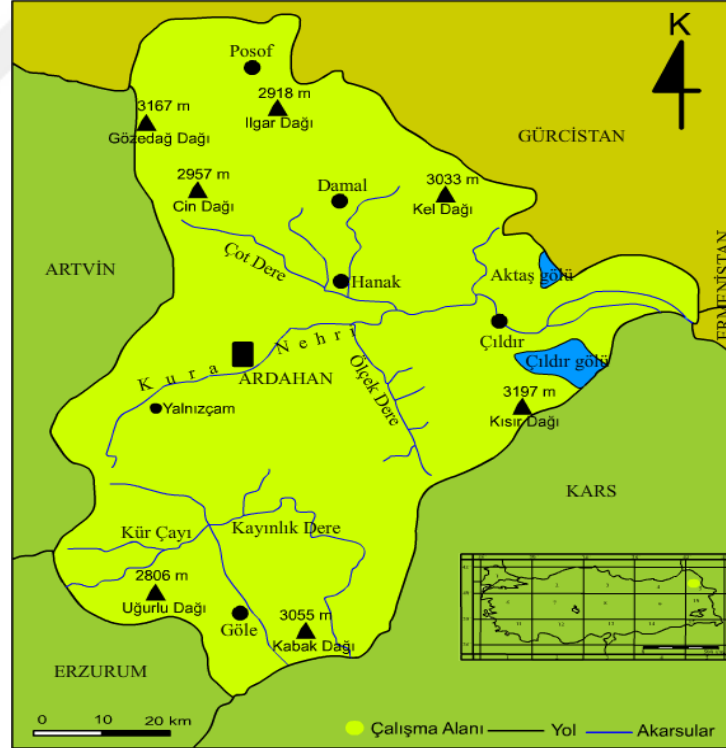 K
Posof
2918 m
Ilgar Dağı
3167 m
Gözedağ Dağı
GÜRCİSTAN
2957 m
Cin Dağı
Damal
3033 m
Kel Dağı
ARTVİN
Çot Dere
Hanak
Aktaş gölü
ERMENİSTAN
Çıldır
Kura Nehri
ARDAHAN
Ölçek Dere
Çıldır gölü
Yalnızçam
3197 m
Kısır Dağı
KARS
Kür Çayı
Kayınlık Dere
2806 m
Uğurlu Dağı
Göle
3055 m
Kabak Dağı
ERZURUM
0 10 20 km
Çalişma Alanı
Yol
Akarsular